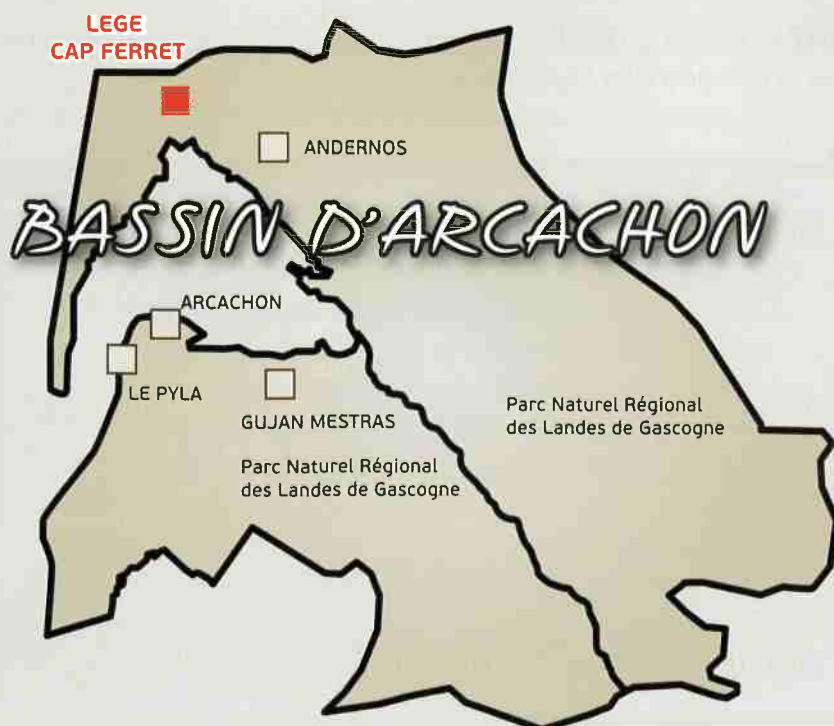 LEGE
CAP FERRET
ANDERNOS
BASSIN D'ARCACHON
ARCACHON
LE PYLA
GUJAN MESTRAS
Parc Naturel Régional
des Landes de Gascogne
Parc Naturel Régional
des Landes de Gascogne